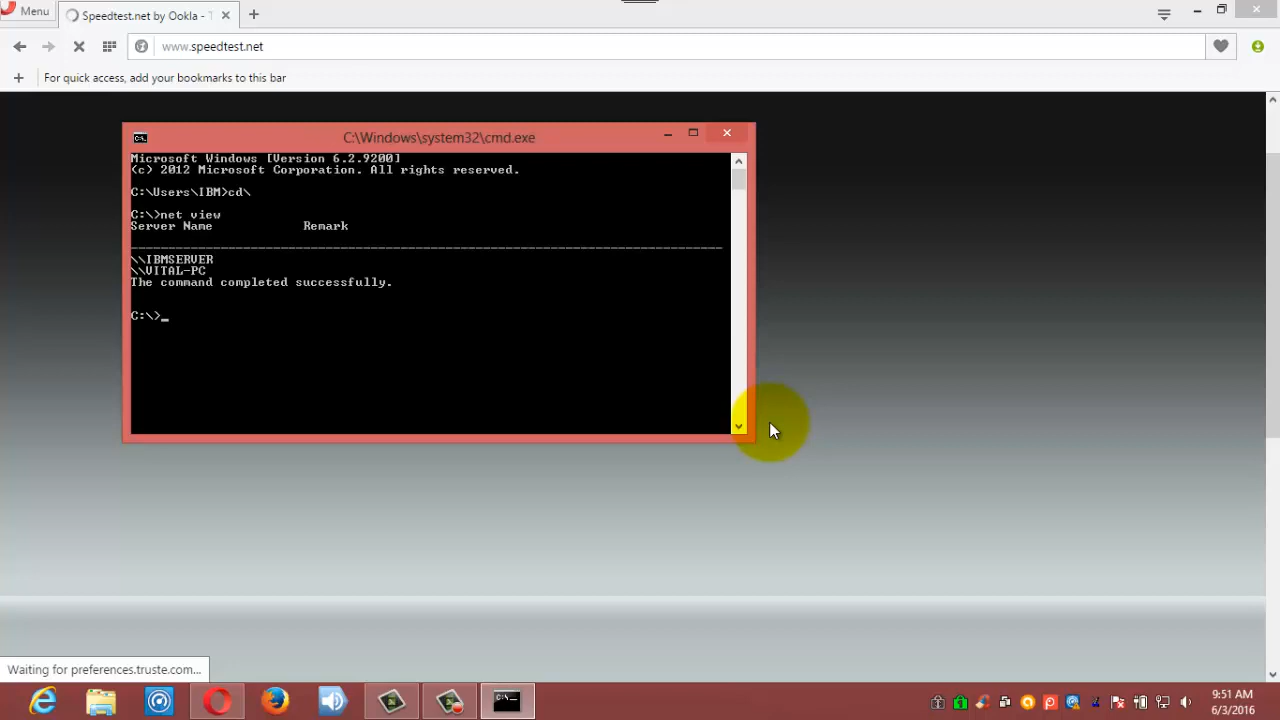 Menu
Speedtest.net by Ookla - T
www.speedtest.net
For quick access, add your bookmarks to this bar
C:\Windows\system32\cmd.exe
Microsoft Windows [Version 6.2.9200]
(c) 2012 Microsoft Corporation. All rights reserved.
C:\Users\IBM>cd\
C:\>net view
Server Name Remark
-------------------------------------------------------------------------------
\\IBMSERVER
\\VITAL-PC
The command completed successfully.
C:\>_
Waiting for preferences.truste.com...
9:51 AM
6/3/2016